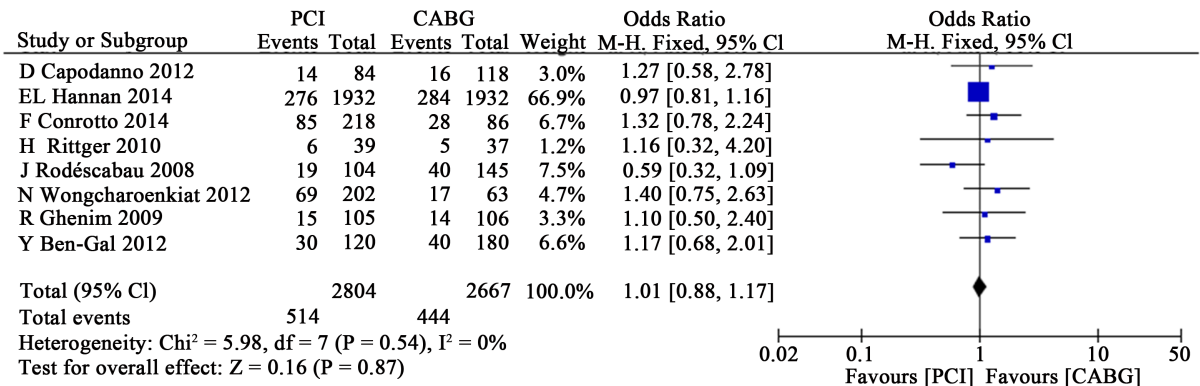 PCI CABG Odds Ratio Odds Ratio
Study or Subgroup Events Total Events Total Weight M-H. Fixed, 95% Cl M-H. Fixed, 95% Cl
D Capodanno 2012 14 84 16 118 3.0% 1.27 [0.58, 2.78]
EL Hannan 2014 276 1932 284 1932 66.9% 0.97 [0.81, 1.16]
F Conrotto 2014 85 218 28 86 6.7% 1.32 [0.78, 2.24]
H Rittger 2010 6 39 5 37 1.2% 1.16 [0.32, 4.20]
J Rodéscabau 2008 19 104 40 145 7.5% 0.59 [0.32, 1.09]
N Wongcharoenkiat 2012 69 202 17 63 4.7% 1.40 [0.75, 2.63]
R Ghenim 2009 15 105 14 106 3.3% 1.10 [0.50, 2.40]
Y Ben-Gal 2012 30 120 40 180 6.6% 1.17 [0.68, 2.01]
Total (95% Cl) 2804 2667 100.0% 1.01 [0.88, 1.17]
Total events 514 444
Heterogeneity: Chi² = 5.98, df = 7 (P = 0.54), I² = 0%
Test for overall effect: Z = 0.16 (P = 0.87)
0.02 0.1 1 10 50
Favours [PCI] Favours [CABG]